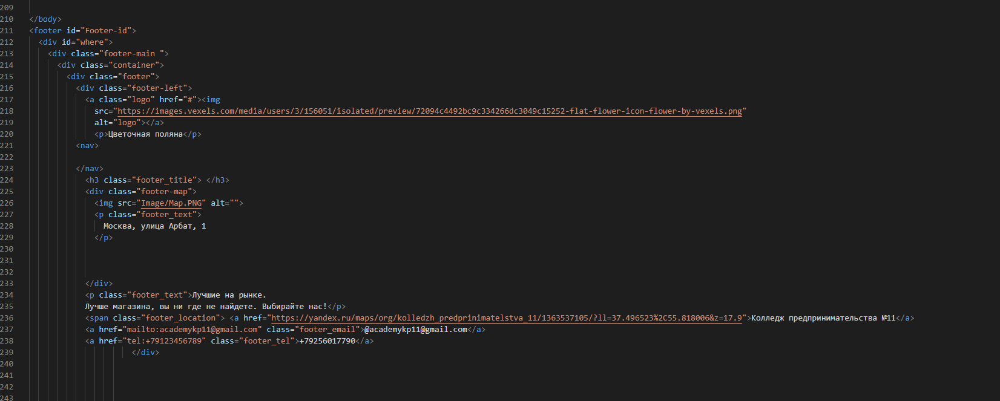 209
210 </body>
211 <footer id="Footer-id">
212 <div id="where">
213 <div class="footer-main ">
214 <div class="container">
215 <div class="footer">
216 <div class="footer-left">
217 <a class="logo" href="#"><img
218 src="https://images.vexels.com/media/users/3/156051/isolated/preview/72094c4492bc9c334266dc3049c15252-flat-flower-icon-flower-by-vexels.png"
219 alt="logo"></a>
220 <p>Цветочная поляна</p>
221 <nav>
222
223 </nav>
224 <h3 class="footer_title"> </h3>
225 <div class="footer-map">
226 <img src="Image/Map.PNG" alt="">
227 <p class="footer_text">
228 Москва, улица Арбат, 1
229 </p>
230
231
232
233 </div>
234 <p class="footer_text">Лучшие на рынке.
235 Лучше магазина, вы ни где не найдете. Выбирайте нас!</p>
236 <span class="footer_location"> <a href="https://yandex.ru/maps/org/kolledzh_predprinimatelstva_11/1363537105/?ll=37.496523%2C55.818006&z=17.9">Колледж предпринимательства №11</a>
237 <a href="mailto:academykp11@gmail.com" class="footer_email">@academykp11@gmail.com</a>
238 <a href="tel:+79123456789" class="footer_tel">+79256017790</a>
239 </div>
240
241
242
243